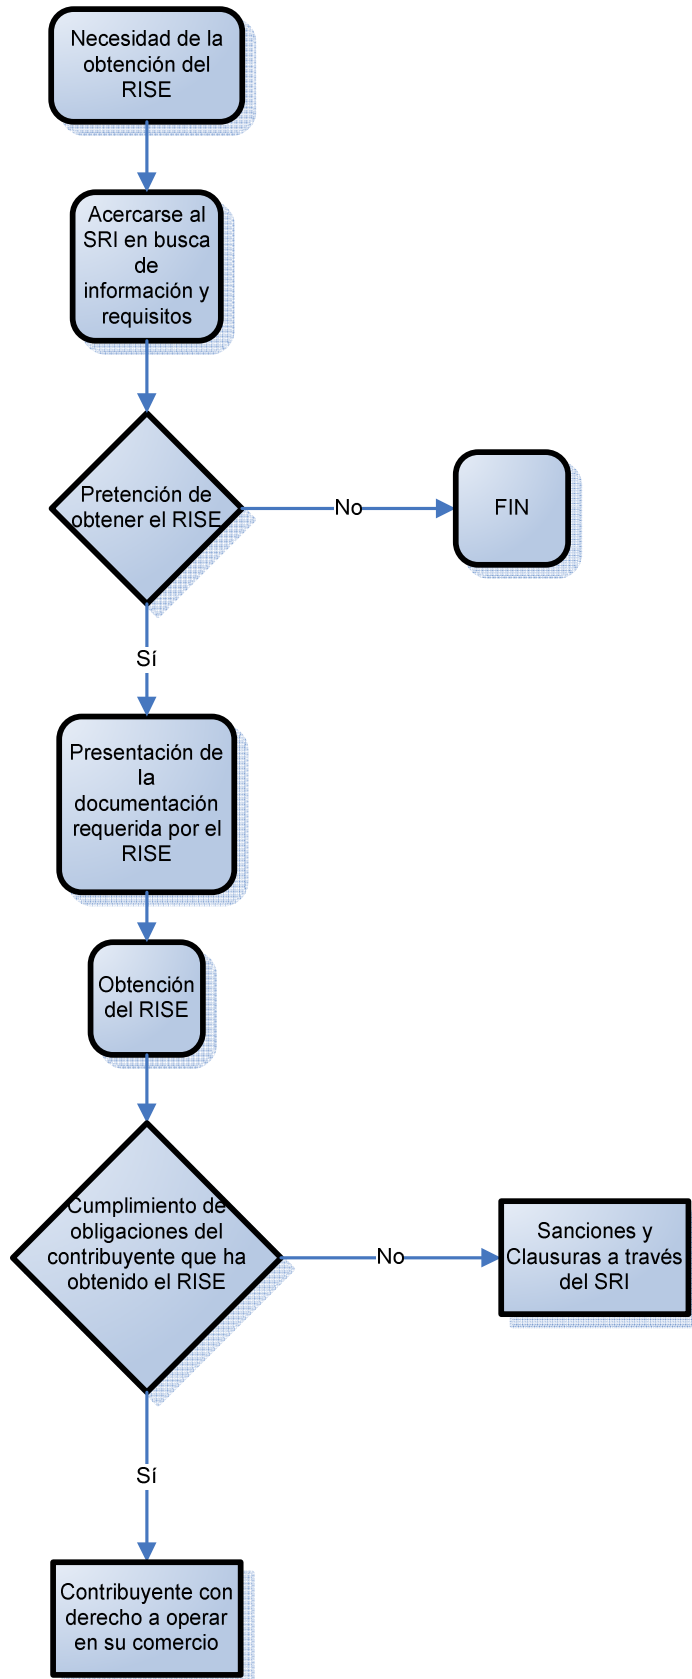 Necesidad de la
obtención del
RISE
Acercarse al
SRI en busca
de
información y
requisitos
Pretención de
obtener el RISE
No
FIN
Sí
Presentación de
la
documentación
requerida por el
RISE
Obtención
del RISE
Cumplimiento de
obligaciones del
contribuyente que ha
obtenido el RISE
No
Sanciones y
Clausuras a través
del SRI
Sí
Contribuyente con
derecho a operar
en su comercio